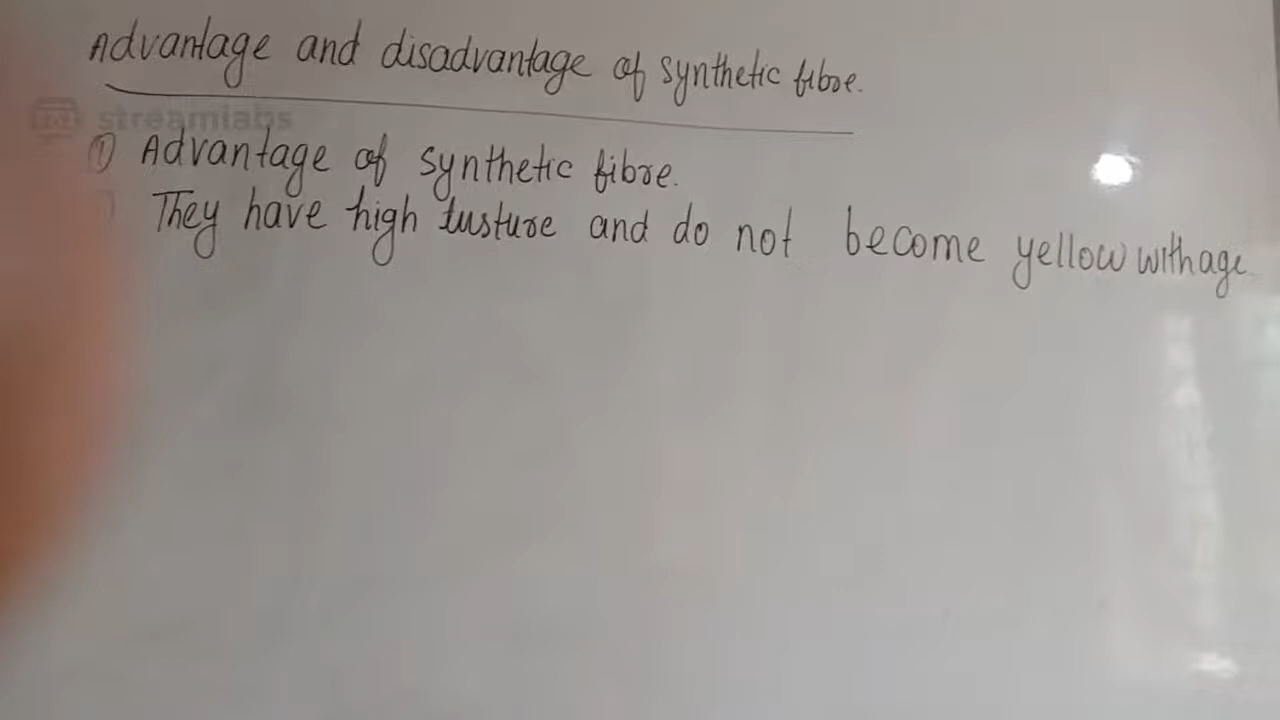 Advantage and disadvantage of synthetic fibre.
streamlabs
① Advantage of synthetic fibre.
They have high lusture and do not become yellow with age